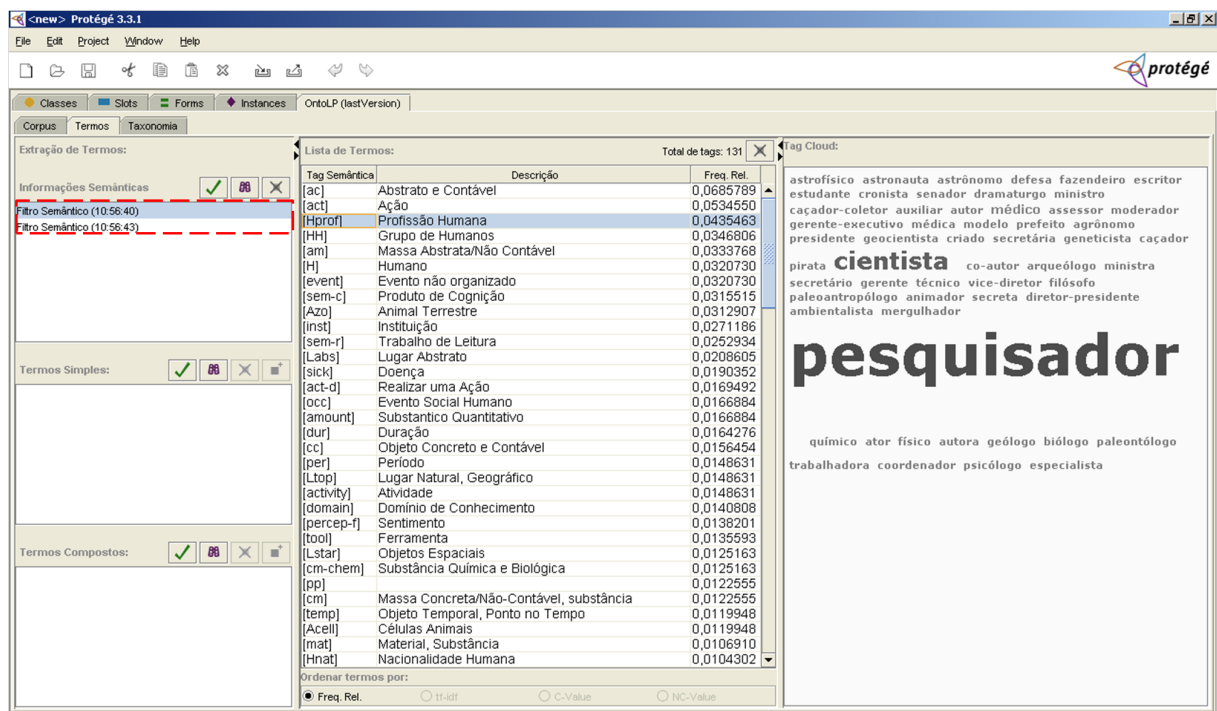 <new> Protégé 3.3.1
File Edit Project Window Help
protégé
Classes Slots Forms Instances OntoLP (lastVersion)
Corpus Termos Taxonomia
Extração de Termos:
Informações Semânticas
Filtro Semântico (10:56:40)
Filtro Semântico (10:56:43)
Termos Simples:
Termos Compostos:
Lista de Termos: Total de tags: 131
Tag Semântica Descrição Freq. Rel.
[ac] Abstrato e Contável 0,0685789
[act] Ação 0,0534550
[Hprof] Profissão Humana 0,0435463
[HH] Grupo de Humanos 0,0346806
[am] Massa Abstrata/Não Contável 0,0333768
[H] Humano 0,0320730
[event] Evento não organizado 0,0320730
[sem-c] Produto de Cognição 0,0315515
[Azo] Animal Terrestre 0,0312907
[inst] Instituição 0,0271186
[sem-r] Trabalho de Leitura 0,0252934
[Labs] Lugar Abstrato 0,0208605
[sick] Doença 0,0190352
[act-d] Realizar uma Ação 0,0169492
[occ] Evento Social Humano 0,0166884
[amount] Substantico Quantitativo 0,0166884
[dur] Duração 0,0164276
[cc] Objeto Concreto e Contável 0,0156454
[per] Período 0,0148631
[Ltop] Lugar Natural, Geográfico 0,0148631
[activity] Atividade 0,0148631
[domain] Domínio de Conhecimento 0,0140808
[percep-f] Sentimento 0,0138201
[tool] Ferramenta 0,0135593
[Lstar] Objetos Espaciais 0,0125163
[cm-chem] Substância Química e Biológica 0,0125163
[pp] 0,0122555
[cm] Massa Concreta/Não-Contável, substância 0,0122555
[temp] Objeto Temporal, Ponto no Tempo 0,0119948
[Acell] Células Animais 0,0119948
[mat] Material, Substância 0,0106910
[Hnat] Nacionalidade Humana 0,0104302
Ordenar termos por:
Freq. Rel. tf-idf C-Value NC-Value
Tag Cloud:
astrofísico astronauta astrônomo defesa fazendeiro escritor
estudante cronista senador dramaturgo ministro
caçador-coletor auxiliar autor médico assessor moderador
gerente-executivo médica modelo prefeito agrônomo
presidente geocientista criado secretária geneticista caçador
pirata cientista co-autor arqueólogo ministra
secretário gerente técnico vice-diretor filósofo
paleoantropólogo animador secreta diretor-presidente
ambientalista mergulhador
pesquisador
químico ator físico autora geólogo biólogo paleontólogo
trabalhadora coordenador psicólogo especialista